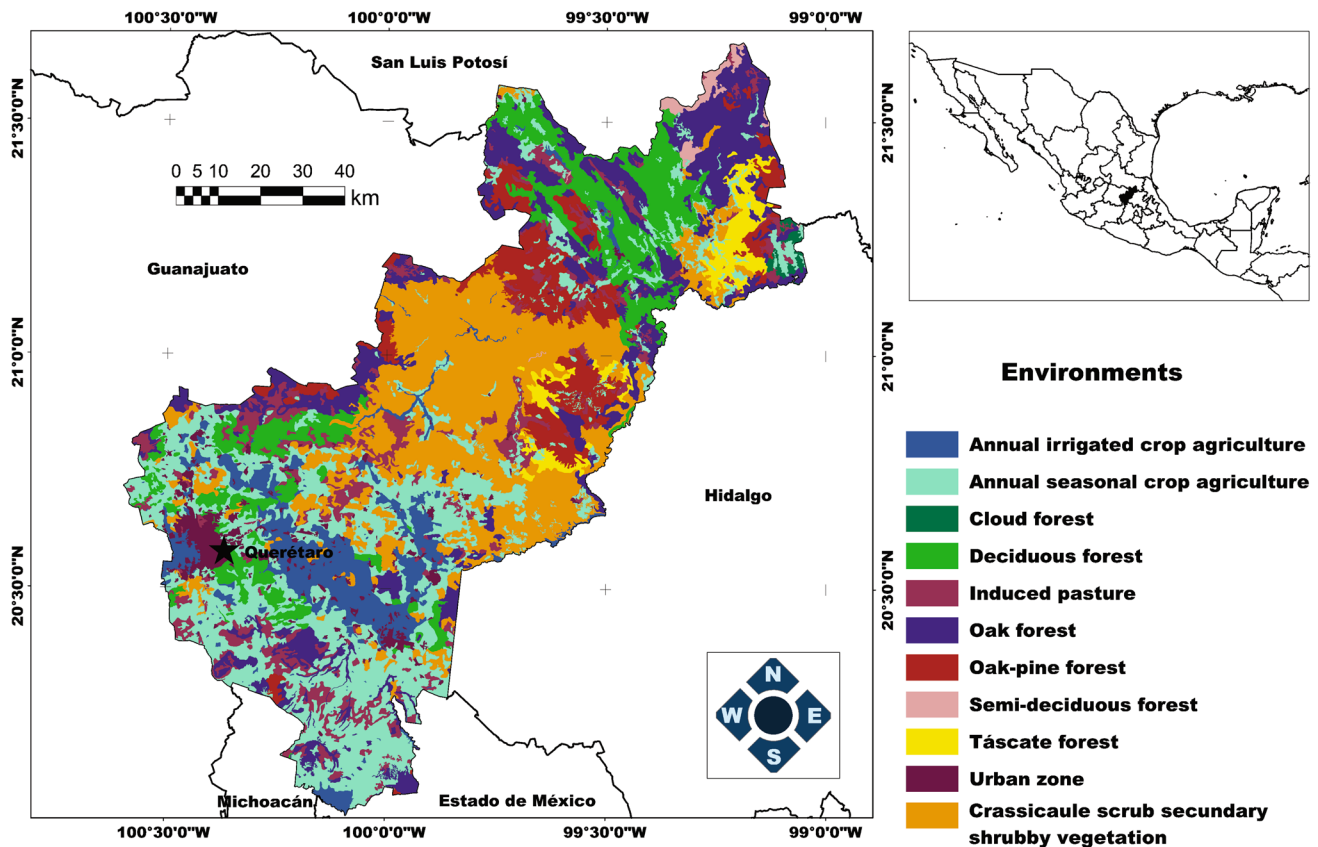 100°30'0"W 100°00'0"W 99°30'0"W 99°0'0"W
San Luis Potosí
21°30'0"N
21°30'0"N
0 5 10 20 30 40
km
Guanajuato
21°0'0"N
21°0'0"N
Environments
Annual irrigated crop agriculture
Annual seasonal crop agriculture
Hidalgo
Cloud forest
Querétaro
Deciduous forest
20°30'0"N
20°30'0"N
Induced pasture
Oak forest
Oak-pine forest
N
Semi-deciduous forest
W E
Táscate forest
S
Urban zone
Michoacán
Estado de México
Crassicaule scrub secundary
shrubby vegetation
100°30'0"W 100°00'0"W 99°30'0"W 99°0'0"W